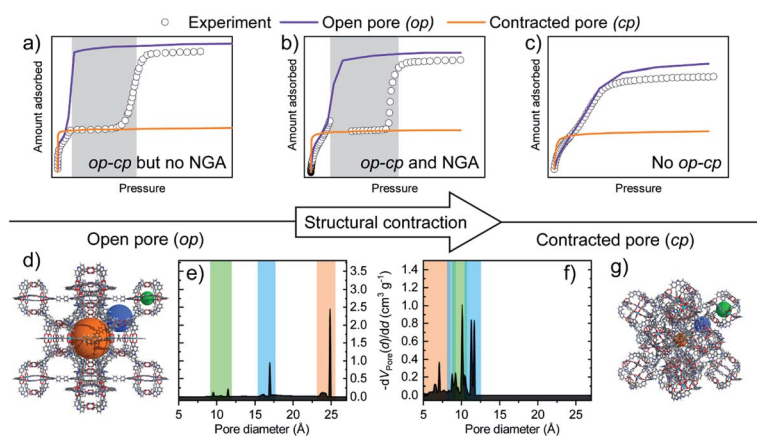 Experiment Open pore (op) Contracted pore (cp)
a) b) c)
Amount adsorbed Amount adsorbed Amount adsorbed
op-cp but no NGA op-cp and NGA No op-cp
Pressure Pressure Pressure
Structural contraction
Open pore (op) Contracted pore (cp)
d) e) f) g)
3.5
3.0
2.5
2.0
1.5
1.0
0.5
0.0
-dVPore(d)/dd (cm³ g⁻¹)
1.4
1.2
1.0
0.8
0.6
0.4
0.2
0.0
5 10 15 20 25 5 10 15 20 25
Pore diameter (Å) Pore diameter (Å)